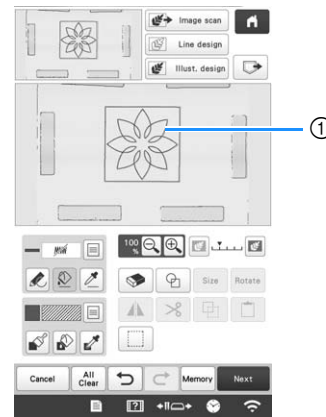 Image scan
Line design
Illust. design
①
100 %
Size
Rotate
Cancel
All Clear
Memory
Next